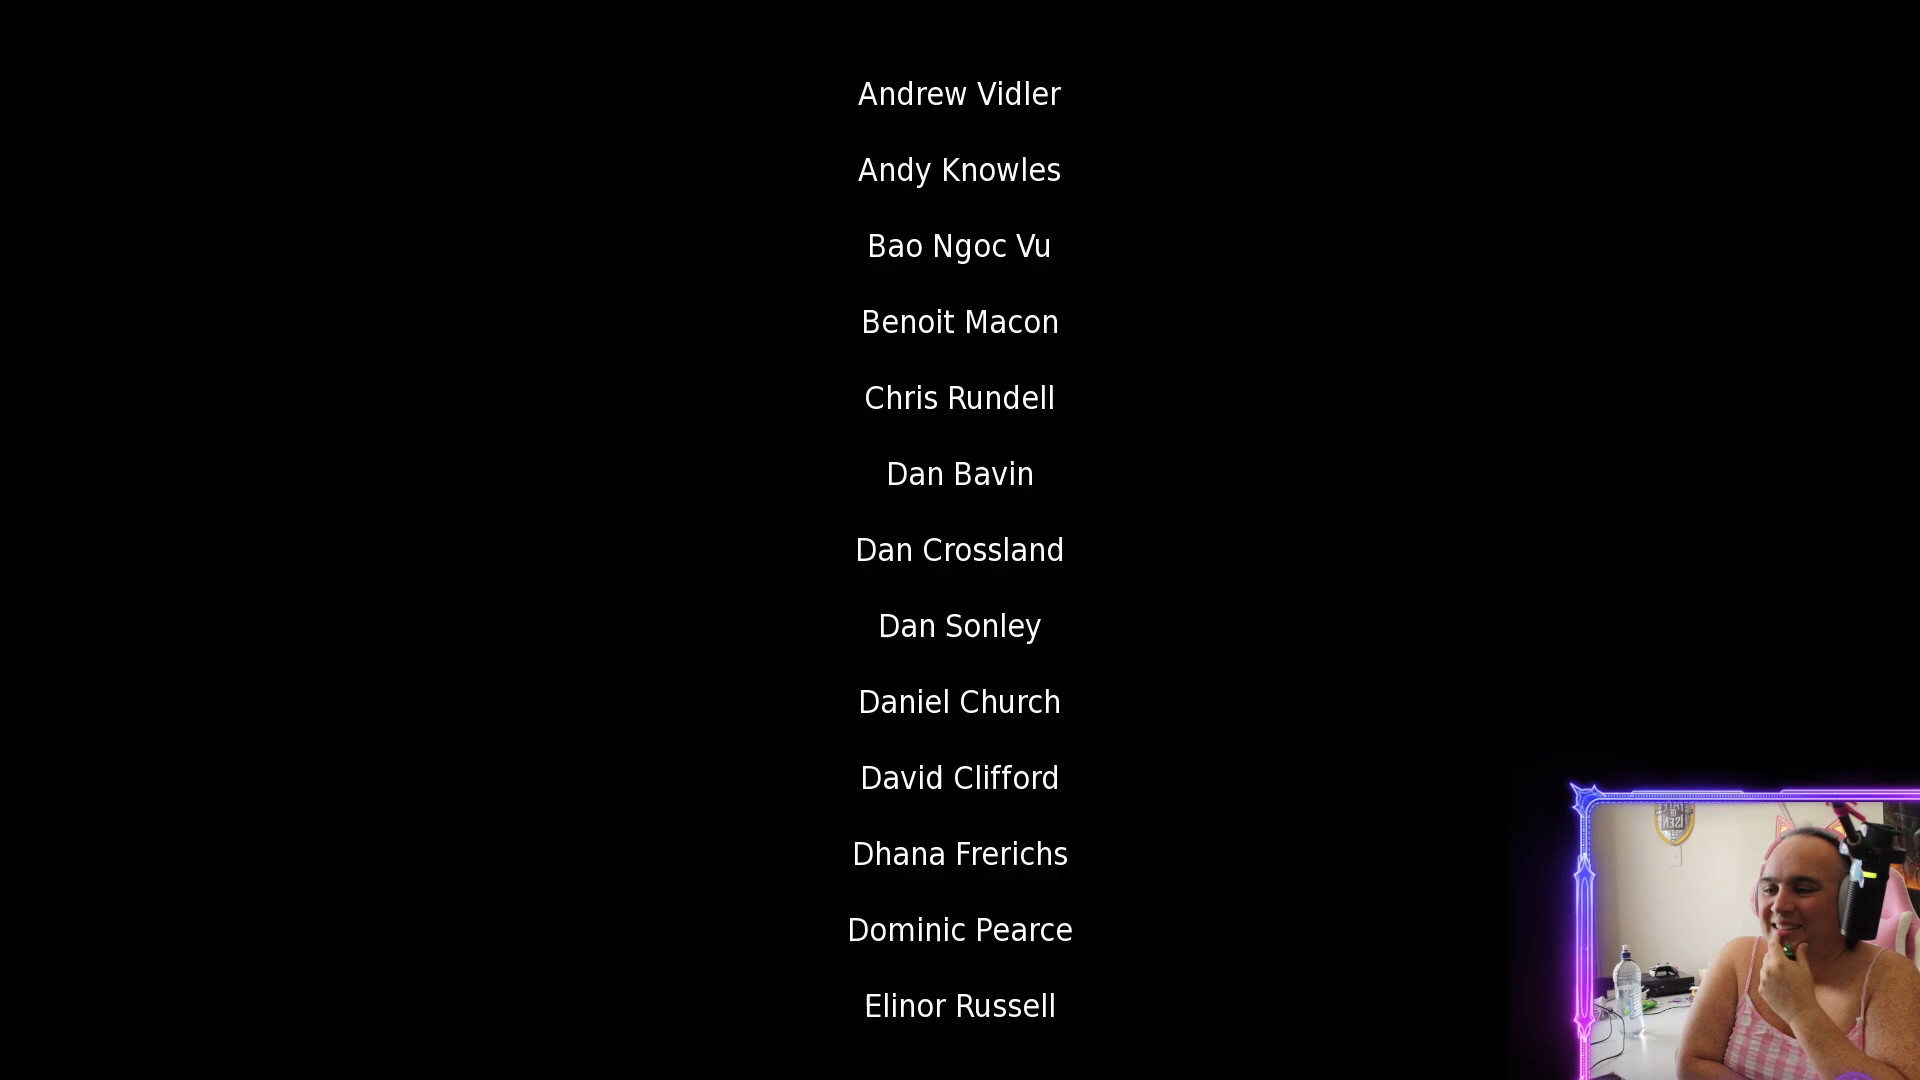 Andrew Vidler
Andy Knowles
Bao Ngoc Vu
Benoit Macon
Chris Rundell
Dan Bavin
Dan Crossland
Dan Sonley
Daniel Church
David Clifford
Dhana Frerichs
Dominic Pearce
Elinor Russell